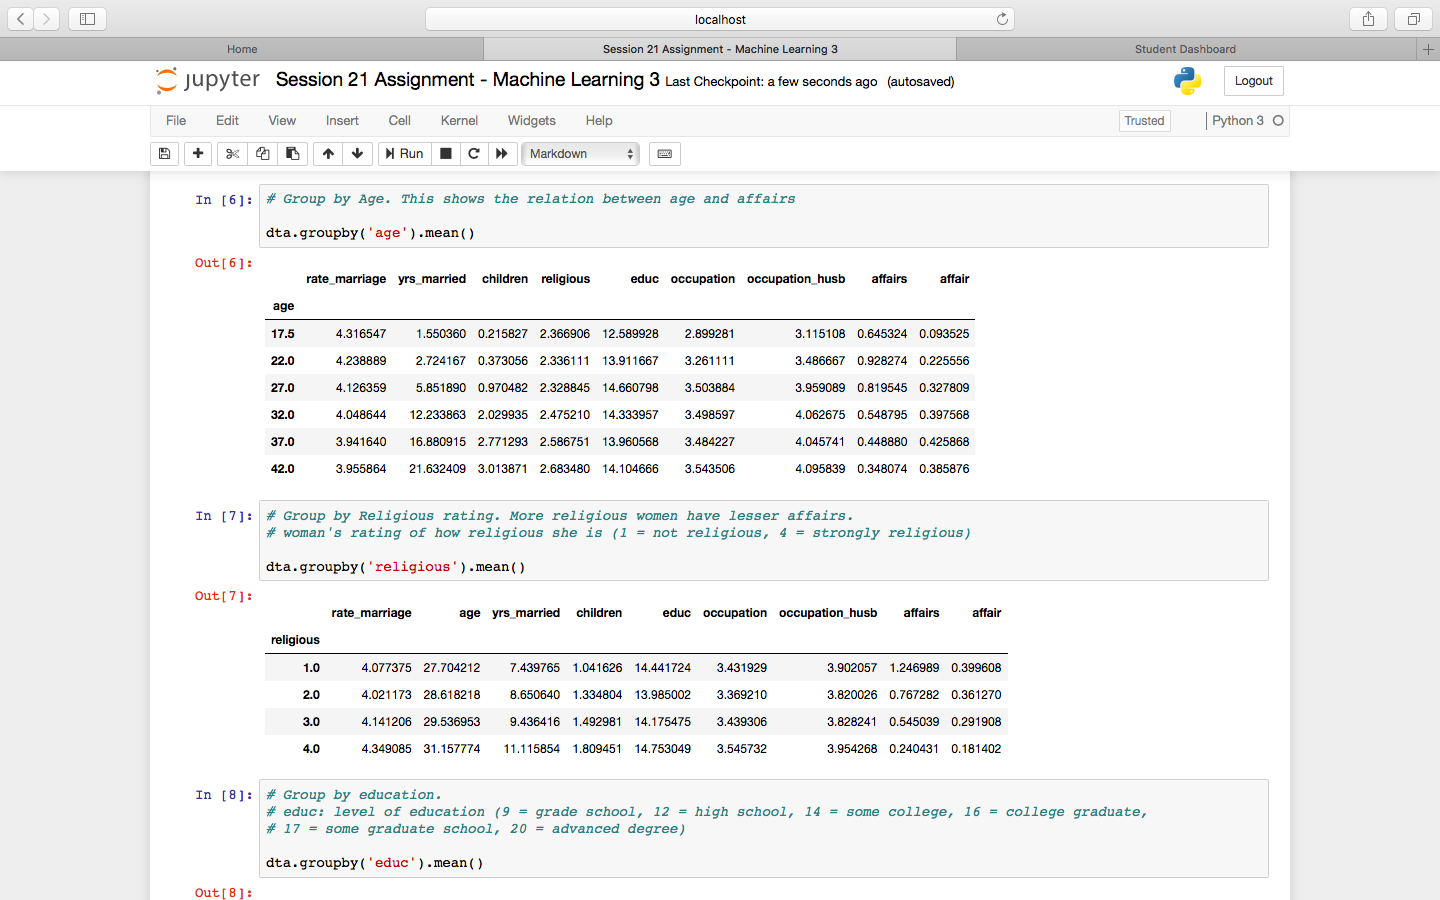 localhost
Home
Session 21 Assignment - Machine Learning 3
Student Dashboard
jupyter Session 21 Assignment - Machine Learning 3 Last Checkpoint: a few seconds ago (autosaved)
Logout
File Edit View Insert Cell Kernel Widgets Help
Trusted
Python 3
Run
Markdown
In [6]: # Group by Age. This shows the relation between age and affairs
dta.groupby('age').mean()
Out[6]:
rate_marriage yrs_married children religious educ occupation occupation_husb affairs affair
age
17.5 4.316547 1.550360 0.215827 2.366906 12.589928 2.899281 3.115108 0.645324 0.093525
22.0 4.238889 2.724167 0.373056 2.336111 13.911667 3.261111 3.486667 0.928274 0.225556
27.0 4.126359 5.851890 0.970482 2.328845 14.660798 3.503884 3.959089 0.819545 0.327809
32.0 4.048644 12.233863 2.029935 2.475210 14.333957 3.498597 4.062675 0.548795 0.397568
37.0 3.941640 16.880915 2.771293 2.586751 13.960568 3.484227 4.045741 0.448880 0.425868
42.0 3.955864 21.632409 3.013871 2.683480 14.104666 3.543506 4.095839 0.348074 0.385876
In [7]: # Group by Religious rating. More religious women have lesser affairs.
# woman's rating of how religious she is (1 = not religious, 4 = strongly religious)
dta.groupby('religious').mean()
Out[7]:
rate_marriage age yrs_married children educ occupation occupation_husb affairs affair
religious
1.0 4.077375 27.704212 7.439765 1.041626 14.441724 3.431929 3.902057 1.246989 0.399608
2.0 4.021173 28.618218 8.650640 1.334804 13.985002 3.369210 3.820026 0.767282 0.361270
3.0 4.141206 29.536953 9.436416 1.492981 14.175475 3.439306 3.828241 0.545039 0.291908
4.0 4.349085 31.157774 11.115854 1.809451 14.753049 3.545732 3.954268 0.240431 0.181402
In [8]: # Group by education.
# educ: level of education (9 = grade school, 12 = high school, 14 = some college, 16 = college graduate,
# 17 = some graduate school, 20 = advanced degree)
dta.groupby('educ').mean()
Out[8]: